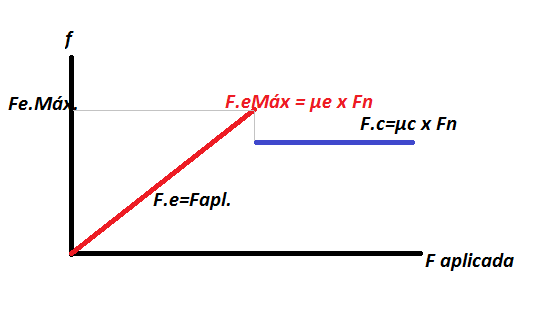 f
Fe.Máx.
F.eMáx = µe x Fn
F.c=µc x Fn
F.e=Fapl.
F aplicada